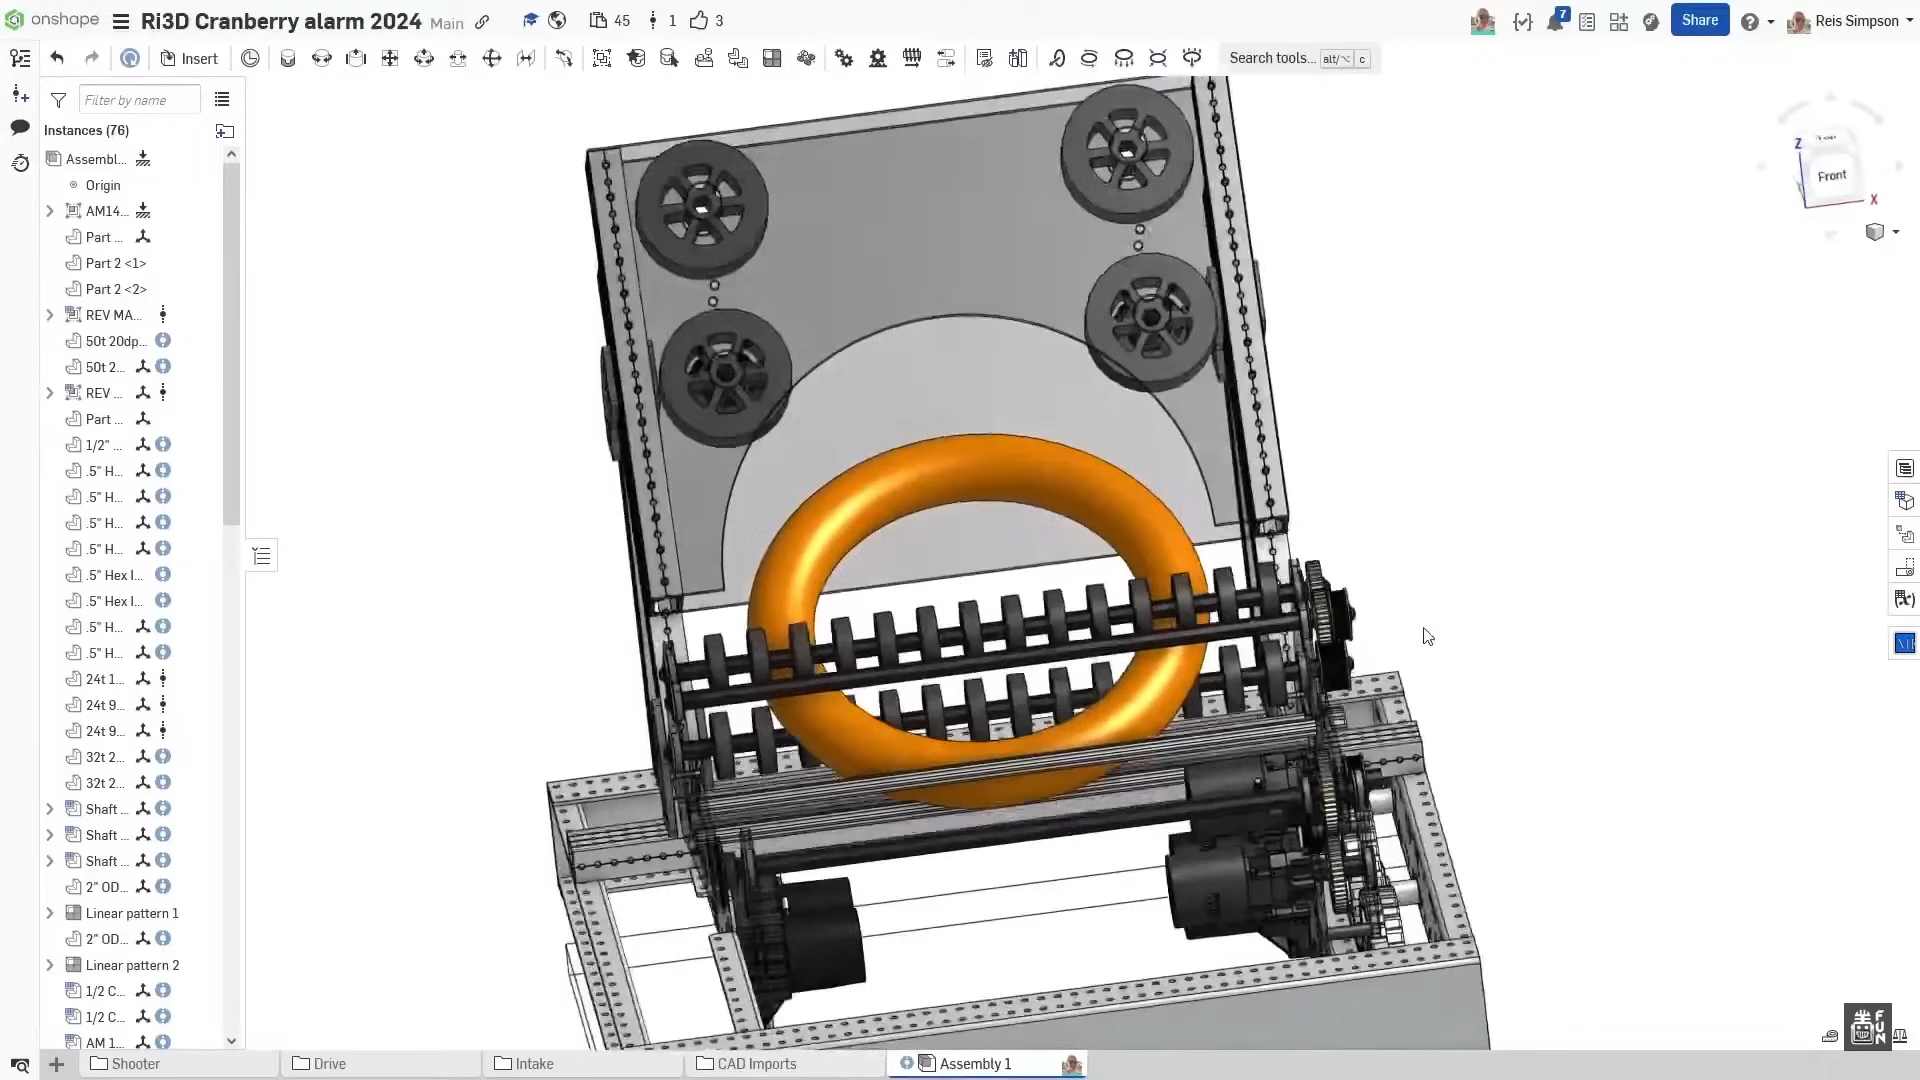 onshape Ri3D Cranberry alarm 2024 Main 45 1 3 7 Share Reis Simpson
Insert Search tools... alt/⌥ c
Filter by name
Instances (76)
Assembl...
Origin
AM14...
Part ...
Part 2 <1>
Part 2 <2>
REV MA...
50t 20dp...
50t 2...
REV ...
Part ...
1/2" ...
.5" H...
.5" H...
.5" H...
.5" H...
.5" Hex I...
.5" Hex I...
.5" H...
.5" H...
24t 1...
24t 9...
24t 9...
32t 2...
32t 2...
Shaft ...
Shaft ...
Shaft ...
2" OD...
Linear pattern 1
2" OD...
Linear pattern 2
1/2 C...
1/2 C...
AM 1...
Z
Front
X
FUN
Shooter Drive Intake CAD Imports Assembly 1